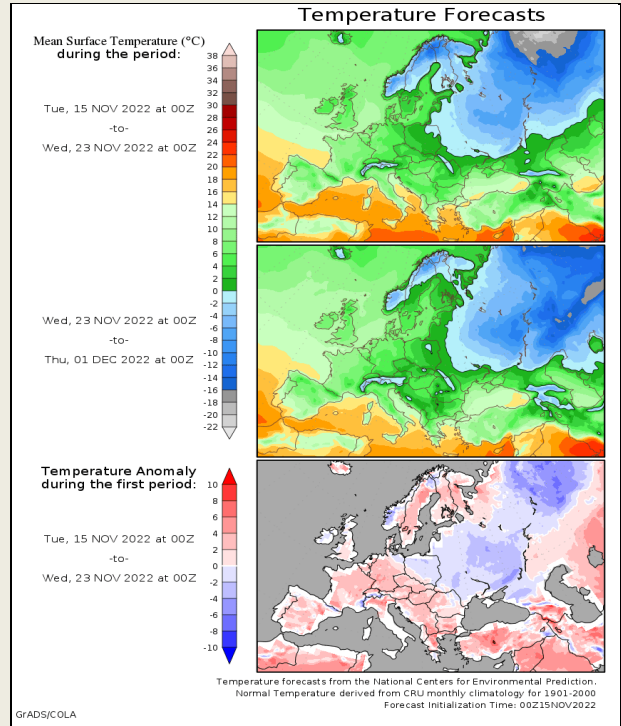 Temperature Forecasts
Mean Surface Temperature (°C)
during the period:
38
36
34
32
30
28
26
24
22
20
18
16
14
12
10
8
6
4
2
0
-2
-4
-6
-8
-10
-12
-14
-16
-18
-20
-22
Tue, 15 NOV 2022 at 00Z
-to-
Wed, 23 NOV 2022 at 00Z
Wed, 23 NOV 2022 at 00Z
-to-
Thu, 01 DEC 2022 at 00Z
Temperature Anomaly
during the first period:
10
8
6
4
2
0
-2
-4
-6
-8
-10
Tue, 15 NOV 2022 at 00Z
-to-
Wed, 23 NOV 2022 at 00Z
Temperature forecasts from the National Centers for Environmental Prediction.
Normal Temperature derived from CRU monthly climatology for 1901-2000
Forecast Initialization Time: 00Z15NOV2022
GrADS/COLA